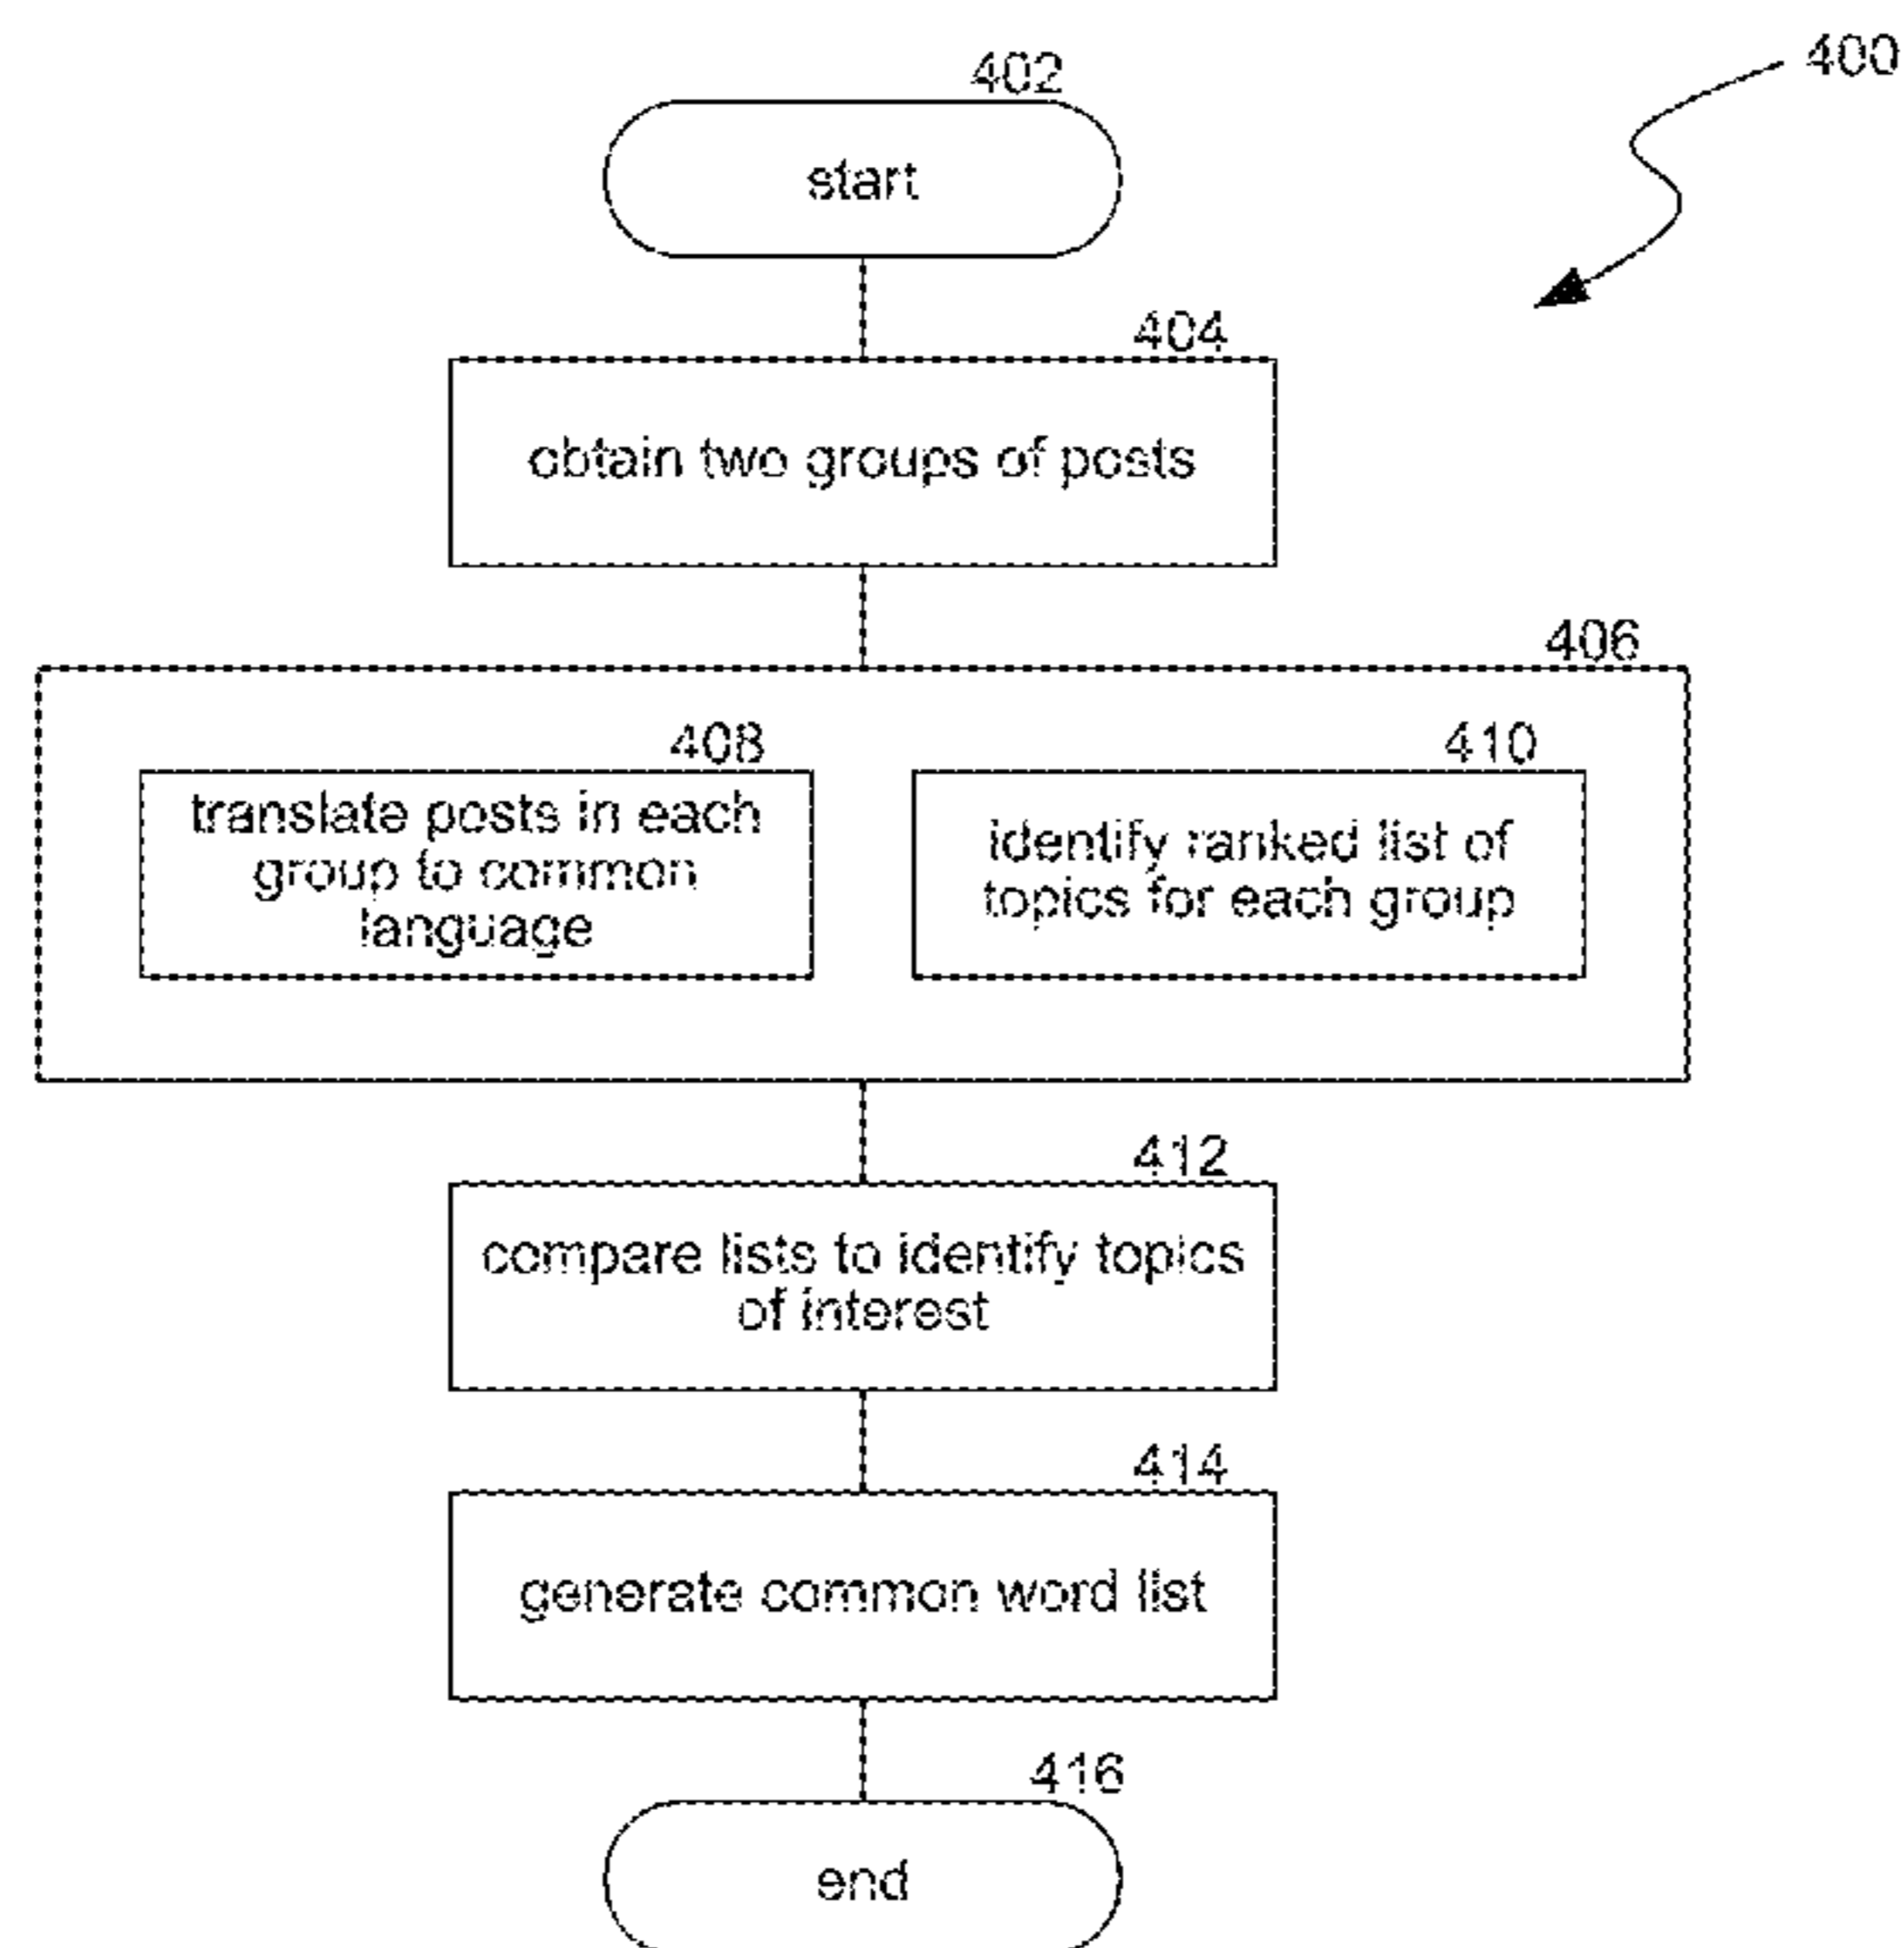 400
402
start
404
obtain two groups of posts
406
408
translate posts in each
group to common
language
410
identify ranked list of
topics for each group
412
compare lists to identify topics
of interest
414
generate common word list
416
end